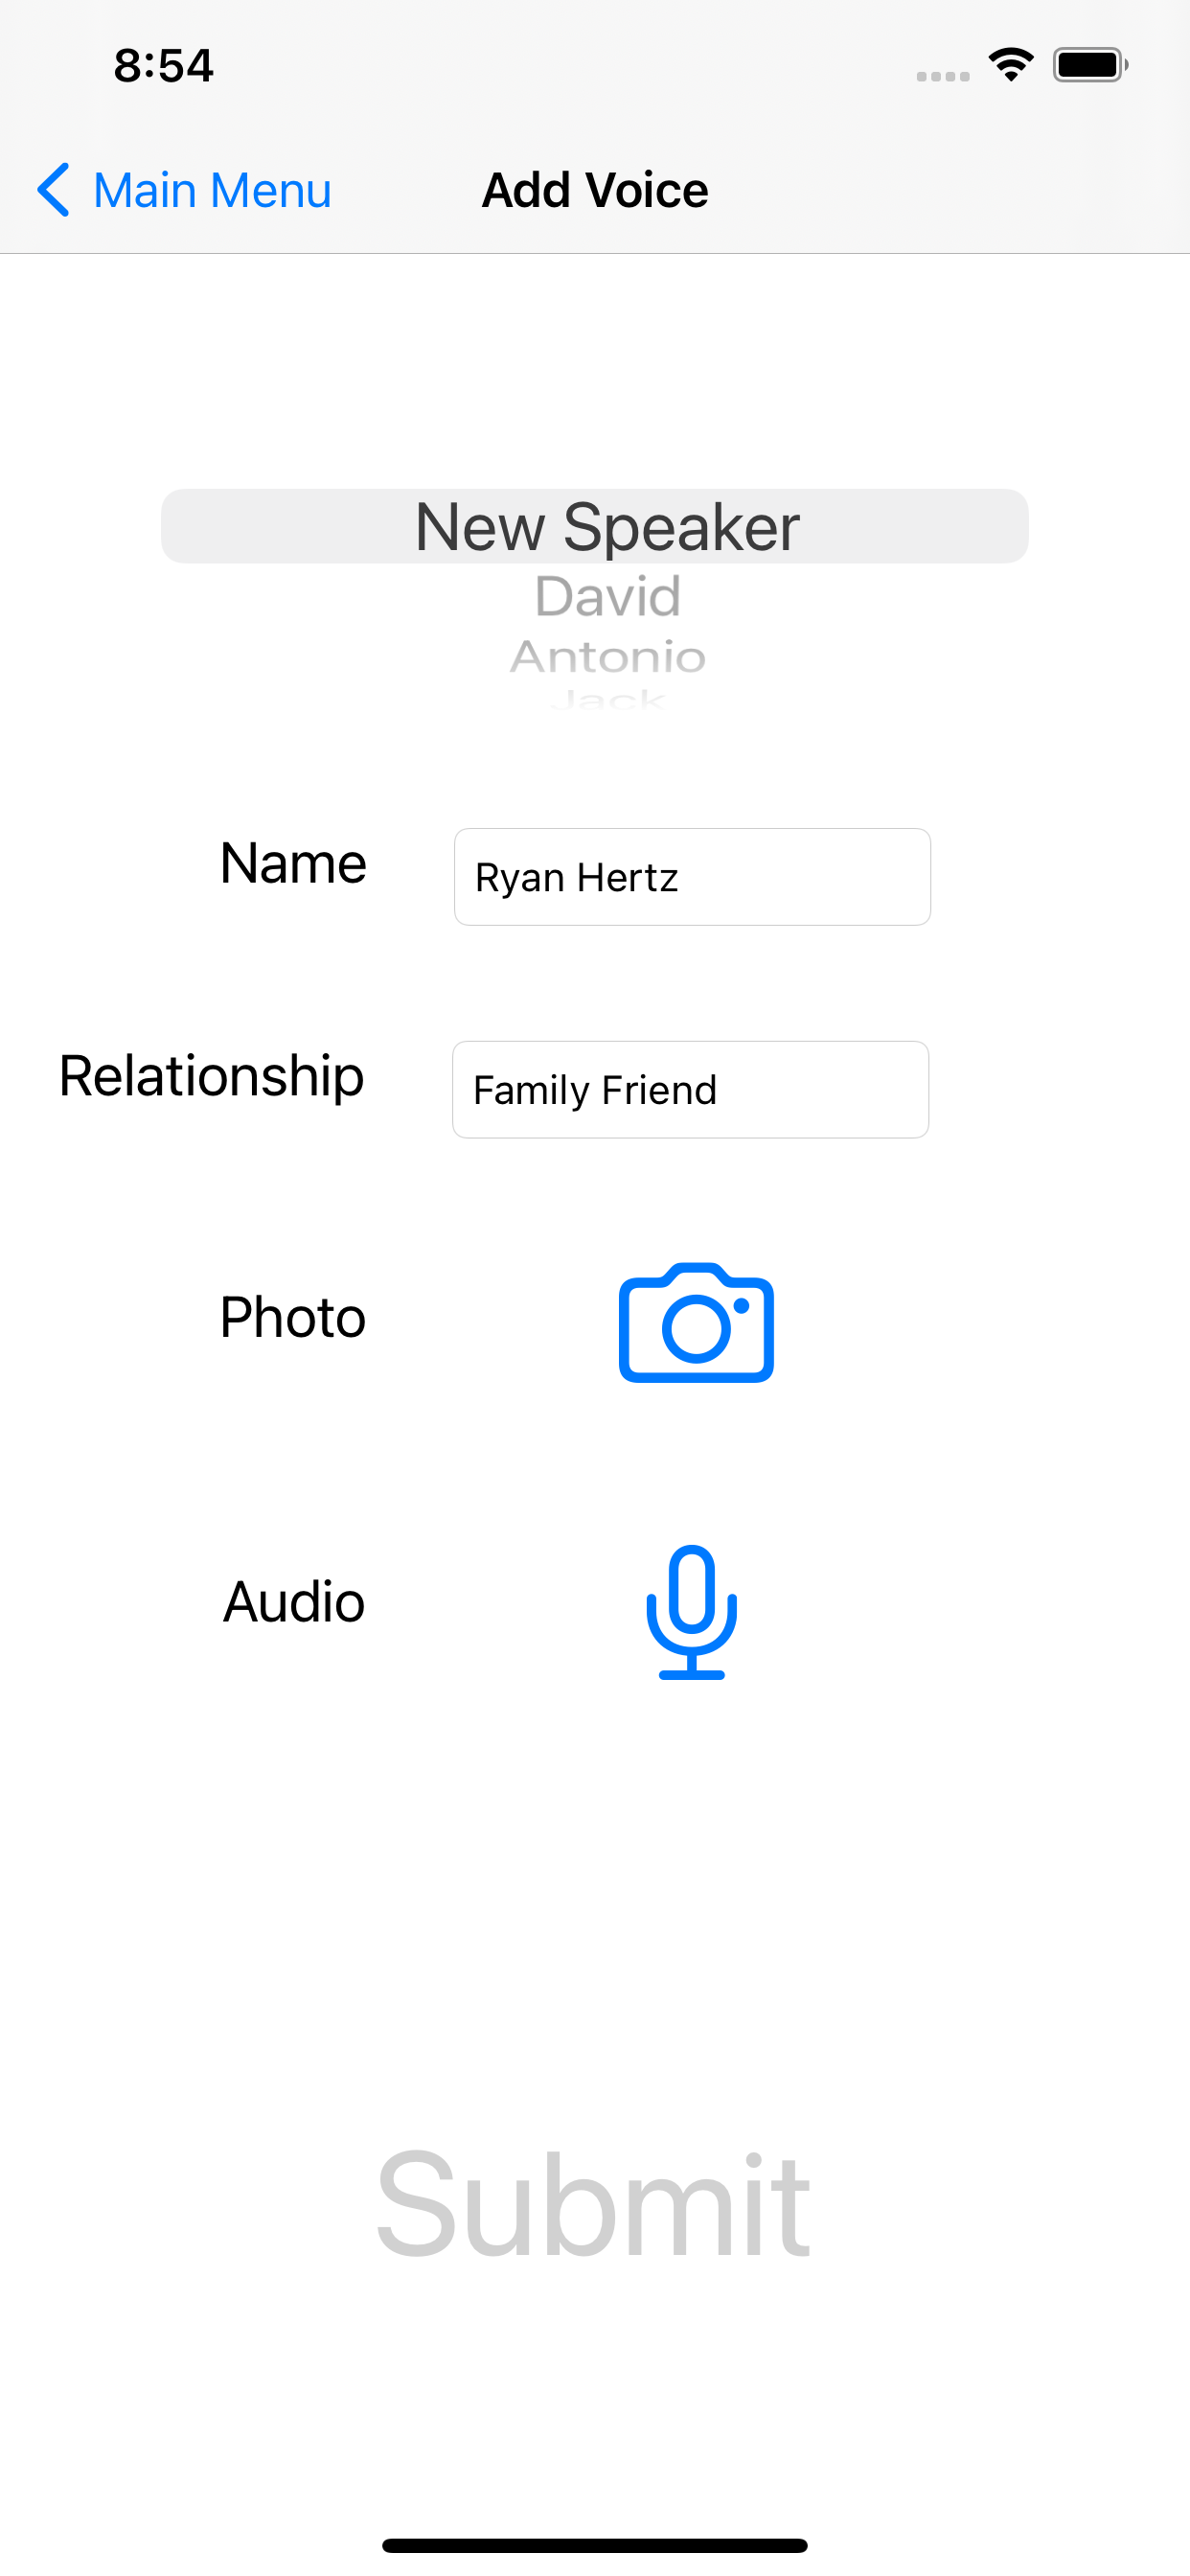 8:54
Main Menu
Add Voice
New Speaker
David
Antonio
Jack
Name
Ryan Hertz
Relationship
Family Friend
Photo
Audio
Submit